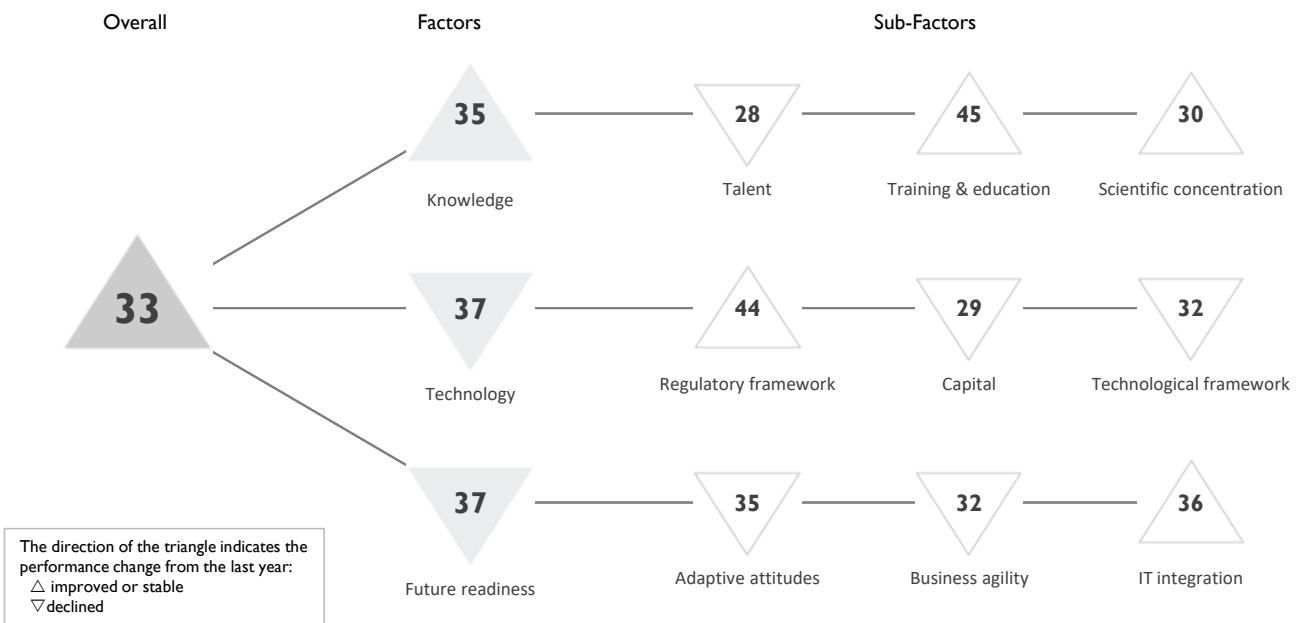 Overall
Factors
Sub-Factors
35
28
45
30
Knowledge
Talent
Training & education
Scientific concentration
33
37
44
29
32
Technology
Regulatory framework
Capital
Technological framework
37
35
32
36
Future readiness
Adaptive attitudes
Business agility
IT integration
The direction of the triangle indicates the
performance change from the last year:
△ improved or stable
▽declined